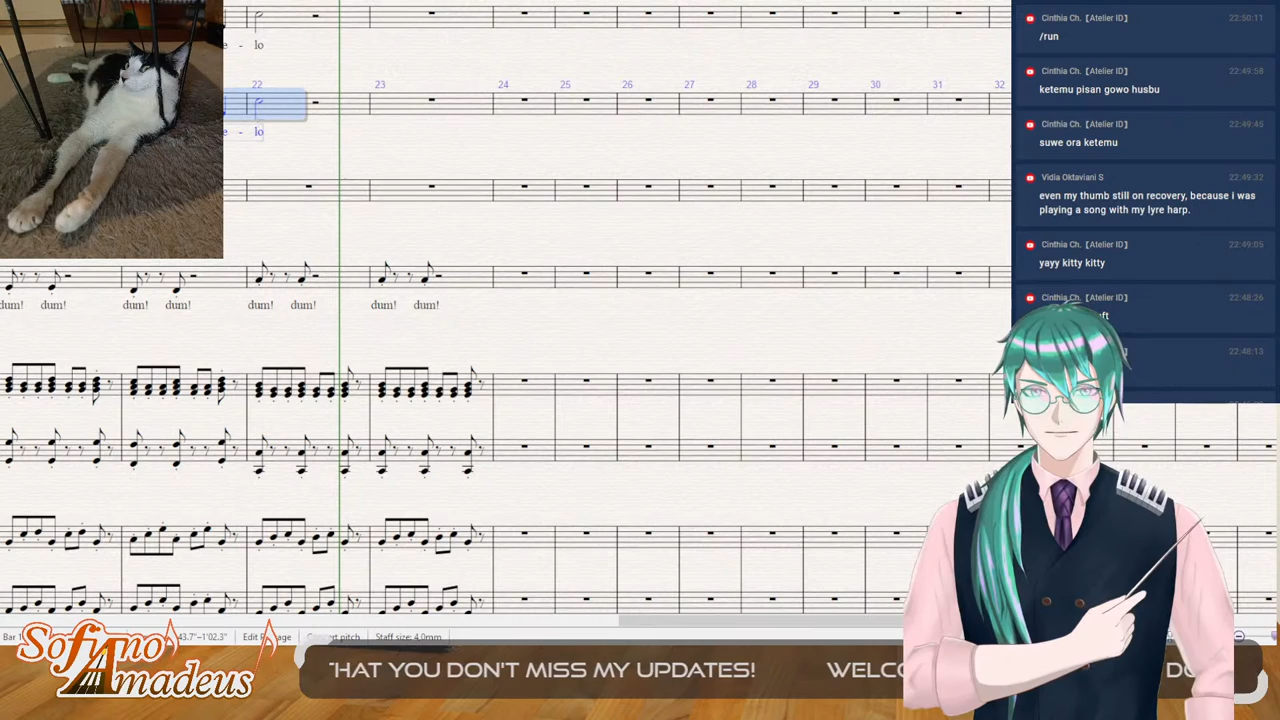 e - lo
22 23 24 25 26 27 28 29 30 31 32
e - lo
dum! dum! dum! dum! dum! dum! dum! dum!
Cinthia Ch. [Atelier ID] 22:50:11
/run
Cinthia Ch. [Atelier ID] 22:49:58
ketemu pisan gowo husbu
Cinthia Ch. [Atelier ID] 22:49:45
suwe ora ketemu
Vidia Oktaviani S 22:49:32
even my thumb still on recovery, because i was
playing a song with my lyre harp.
Cinthia Ch. [Atelier ID] 22:49:05
yayy kitty kitty
Cinthia Ch. [Atelier ID] 22:48:26
22:48:13
Staff size: 4.0mm
Sofiano
Amadeus
THAT YOU DON'T MISS MY UPDATES!